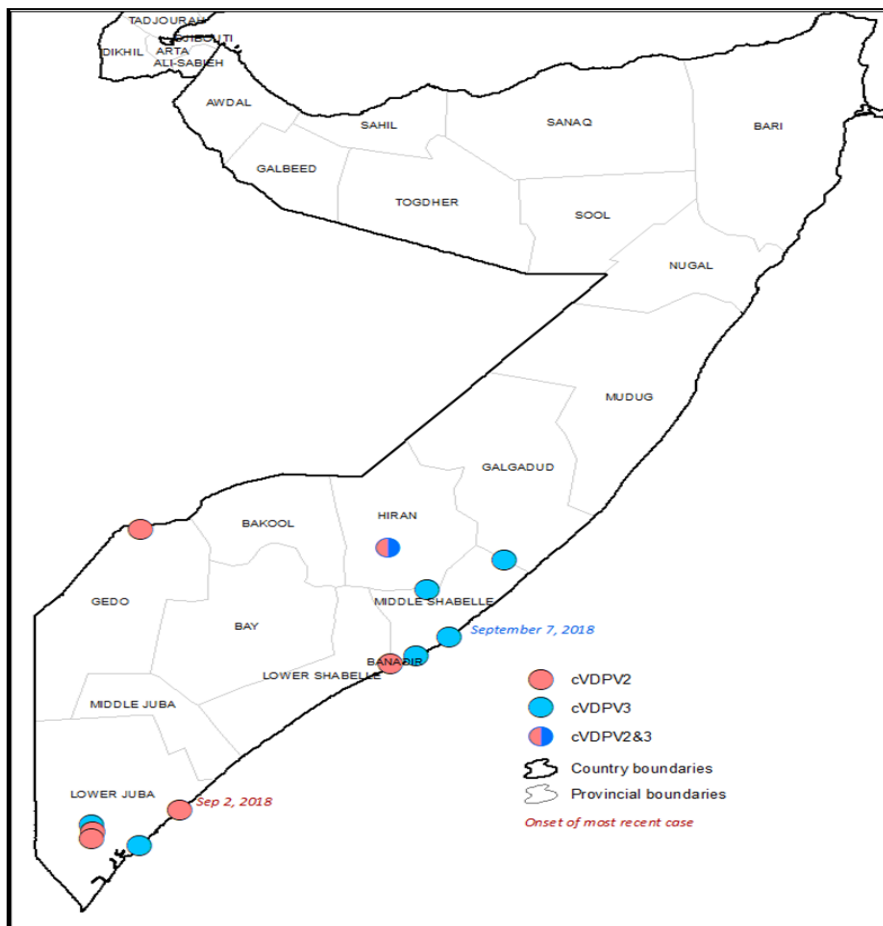 TADJOURAH
DJIBOUTI
DIKHIL
ARTA
ALI-SABIEH
AWDAL
SAHIL
SANAQ
BARI
GALBEED
TOGDHER
SOOL
NUGAL
MUDUG
GALGADUD
HIRAN
BAKOOL
GEDO
MIDDLE SHABELLE
BAY
September 7, 2018
BANADIR
LOWER SHABELLE
MIDDLE JUBA
LOWER JUBA
Sep 2, 2018
cVDPV2
cVDPV3
cVDPV2&3
Country boundaries
Provincial boundaries
Onset of most recent case